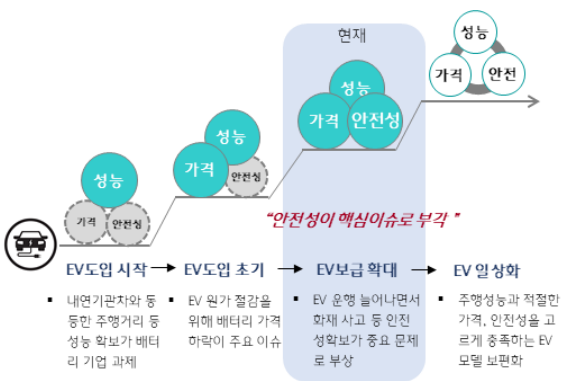 현재
성능
가격
안전
성능
가격
안전성
성능
가격
안전성
성능
가격
안전성
“안전성이 핵심이슈로 부각 ”
EV도입 시작
EV도입 초기
EV보급 확대
EV 일상화
▪ 내연기관차와 동
등한 주행거리 등
성능 확보가 배터
리 기업 과제
▪ EV 원가 절감을
위해 배터리 가격
하락이 주요 이슈
▪ EV 운행 늘어나면서
화재 사고 등 안전
성확보가 중요 문제
로 부상
▪ 주행성능과 적절한
가격, 안전성을 고
르게 충족하는 EV
모델 보편화